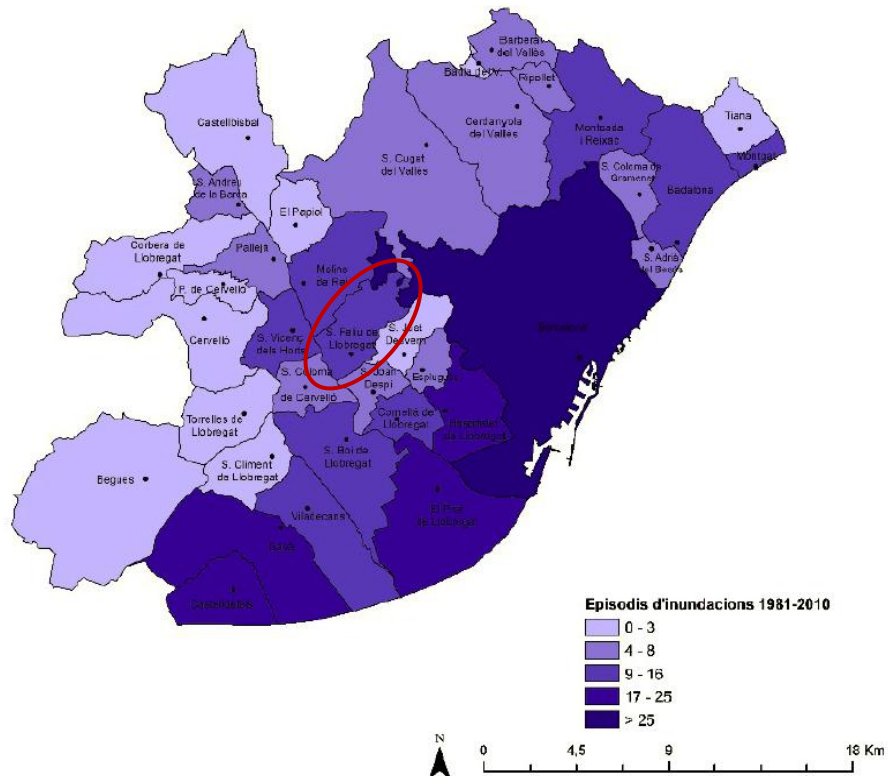 Barberà
del Vallès
Badia del V.
Ripollet
Castellbisbal
Cerdanyola
del Vallès
Montcada
i Reixac
Tiana
Montgat
S. Cugat
del Vallès
S. Coloma de
Gramenet
Badalona
S. Andreu
de la Barca
El Papiol
Corbera de
Llobregat
Pallejà
Molins
de Rei
S. Adrià
del Besòs
P. de Cervelló
Cervelló
S. Vicenç
dels Horts
S. Feliu de
Llobregat
S. Just
Desvern
Barcelona
S. Coloma
de Cervelló
S. Joan
Despí
Esplugues
Torrelles de
Llobregat
Cornellà de
Llobregat
Hospitalet
de Llobregat
S. Boi de
Llobregat
S. Climent
de Llobregat
Begues
Viladecans
El Prat
de Llobregat
Gavà
Castelldefels
Episodis d'inundacions 1981-2010
0 - 3
4 - 8
9 - 16
17 - 25
> 25
N
0 4,5 9 18 Km